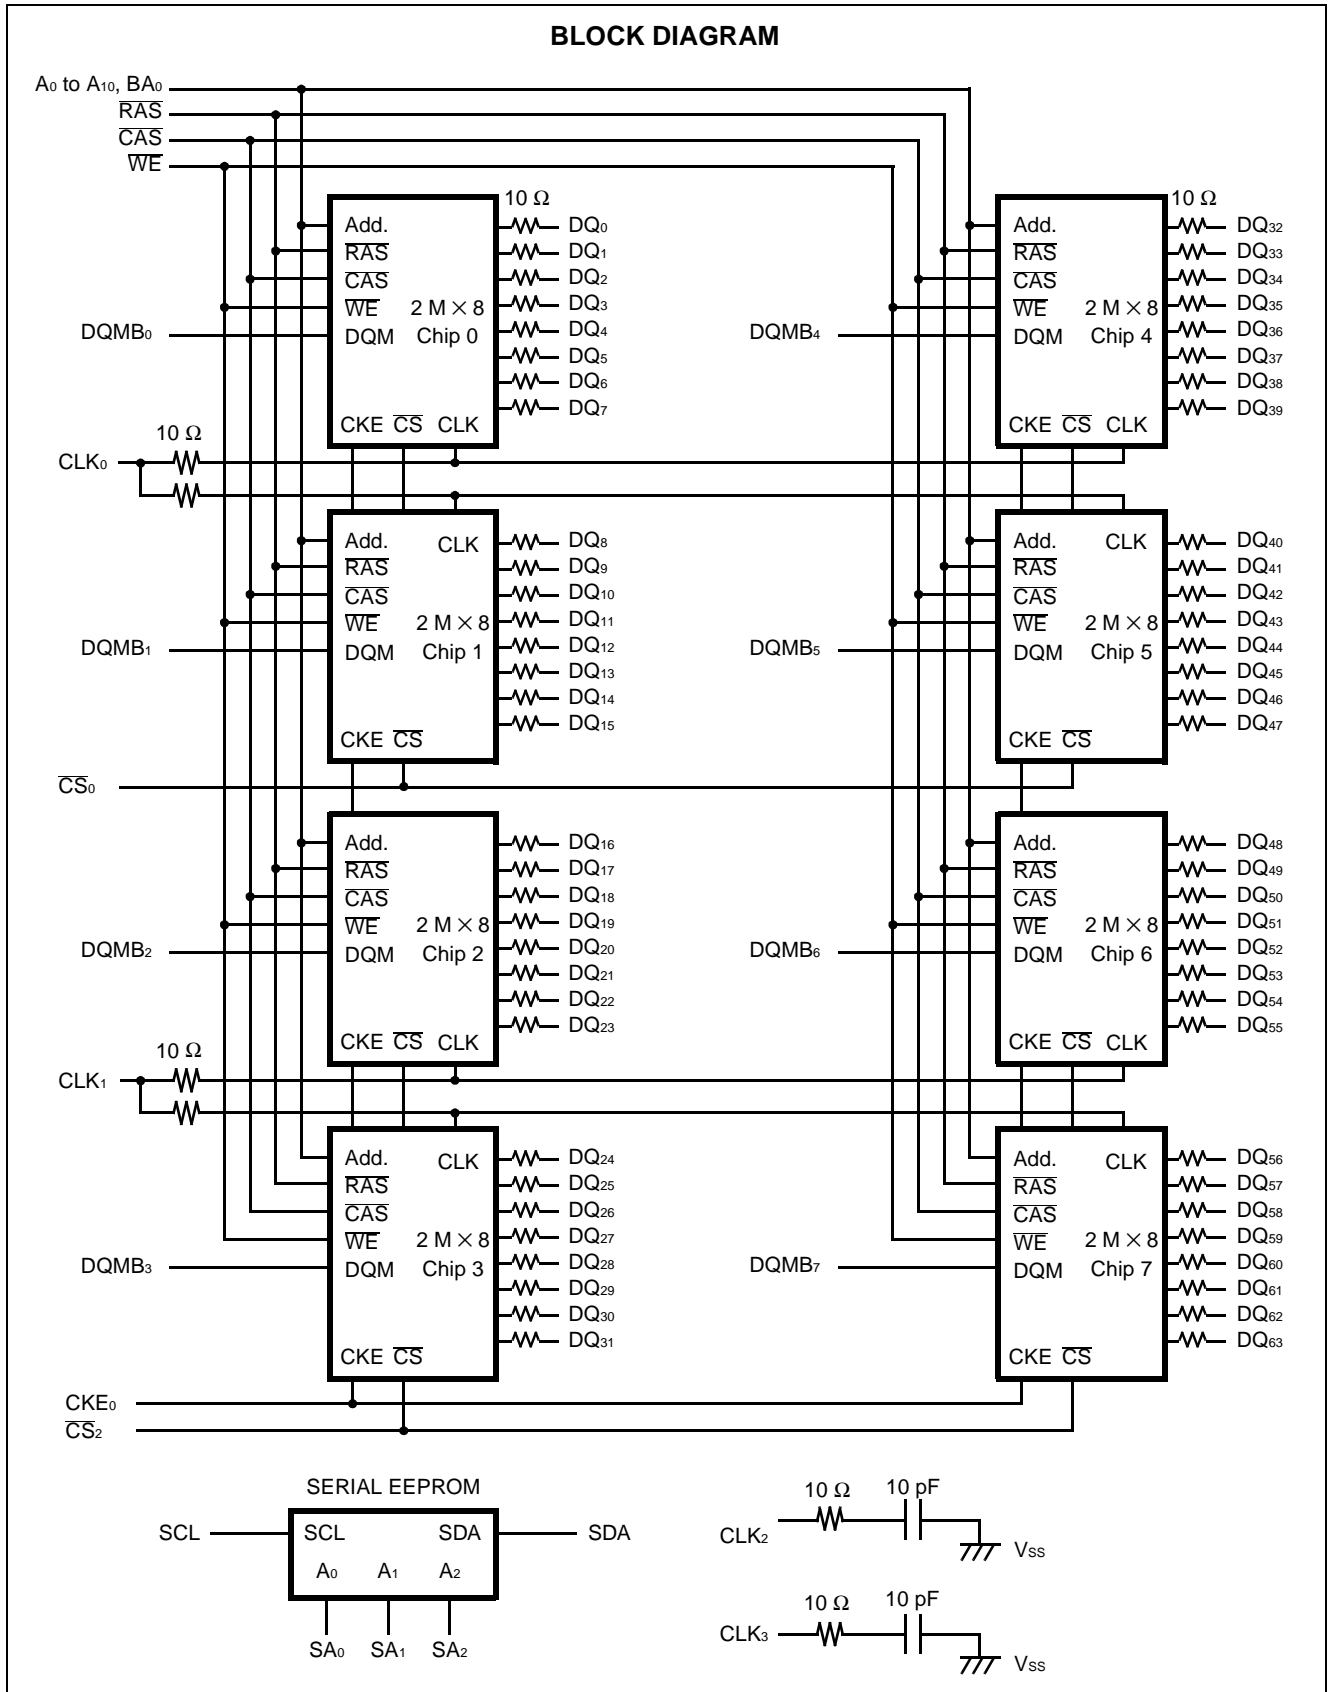 BLOCK DIAGRAM
A0 to A10, BA0
RAS
CAS
WE
10 Ω
Add.
RAS
CAS
WE
DQM
2 M × 8
Chip 0
CKE CS CLK
DQMB0
DQ0
DQ1
DQ2
DQ3
DQ4
DQ5
DQ6
DQ7
10 Ω
Add.
RAS
CAS
WE
DQM
2 M × 8
Chip 4
CKE CS CLK
DQMB4
DQ32
DQ33
DQ34
DQ35
DQ36
DQ37
DQ38
DQ39
10 Ω
CLK0
Add. CLK
RAS
CAS
WE
DQM
2 M × 8
Chip 1
CKE CS
DQMB1
DQ8
DQ9
DQ10
DQ11
DQ12
DQ13
DQ14
DQ15
Add. CLK
RAS
CAS
WE
DQM
2 M × 8
Chip 5
CKE CS
DQMB5
DQ40
DQ41
DQ42
DQ43
DQ44
DQ45
DQ46
DQ47
CS0
Add.
RAS
CAS
WE
DQM
2 M × 8
Chip 2
CKE CS CLK
DQMB2
DQ16
DQ17
DQ18
DQ19
DQ20
DQ21
DQ22
DQ23
Add.
RAS
CAS
WE
DQM
2 M × 8
Chip 6
CKE CS CLK
DQMB6
DQ48
DQ49
DQ50
DQ51
DQ52
DQ53
DQ54
DQ55
10 Ω
CLK1
Add. CLK
RAS
CAS
WE
DQM
2 M × 8
Chip 3
CKE CS
DQMB3
DQ24
DQ25
DQ26
DQ27
DQ28
DQ29
DQ30
DQ31
Add. CLK
RAS
CAS
WE
DQM
2 M × 8
Chip 7
CKE CS
DQMB7
DQ56
DQ57
DQ58
DQ59
DQ60
DQ61
DQ62
DQ63
CKE0
CS2
SERIAL EEPROM
SCL
SCL SDA
SDA
A0 A1 A2
SA0 SA1 SA2
10 Ω 10 pF
CLK2
VSS
10 Ω 10 pF
CLK3
VSS